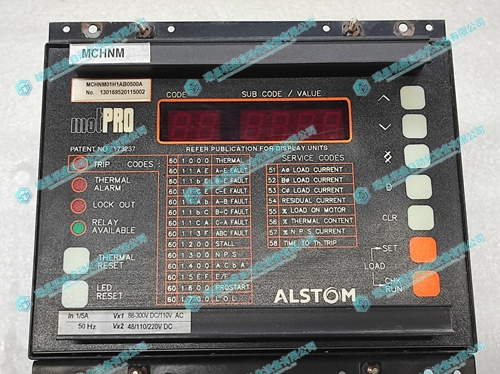 MCHNM
MCHNM01H1AB0500A
No. 130169520115002
CODE
SUB CODE / VALUE
motPRO
PATENT NO. 173237
REFER PUBLICATION FOR DISPLAY UNITS
TRIP CODES
THERMAL ALARM
LOCK OUT
RELAY AVAILABLE
THERMAL RESET
LED RESET
60 1 0 0 0 THERMAL
60 1 1 A E A-E FAULT
60 1 1 b E B-E FAULT
60 1 1 C E C-E FAULT
60 1 1 A b A-B FAULT
60 1 1 b C B-C FAULT
60 1 1 C A C-A FAULT
60 1 1 3 F ABC FAULT
60 1 2 0 0 STALL
60 1 3 0 0 N P S
60 1 4 0 0 A C b A
60 1 5 E F E/F
60 1 6 0 0 PROSTART
60 1 7 0 0 L O L
SERVICE CODES
51 AØ LOAD CURRENT
52 BØ LOAD CURRENT
53 CØ LOAD CURRENT
54 RESIDUAL CURRENT
55 % LOAD ON MOTOR
56 % THERMAL CONTENT
57 % N P S CURRENT
58 TIME TO Th.TRIP
D
CLR
SET
LOAD
CHK
RUN
ALSTOM
In 1/5A
50 Hz
Vx1 88-300V DC/110V AC
Vx2 48/110/220V DC